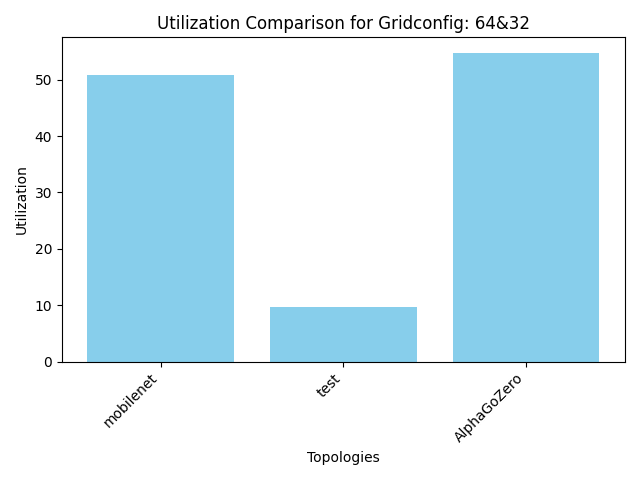 Utilization Comparison for Gridconfig: 64&32
Utilization
50
40
30
20
10
0
mobilenet
test
AlphaGoZero
Topologies